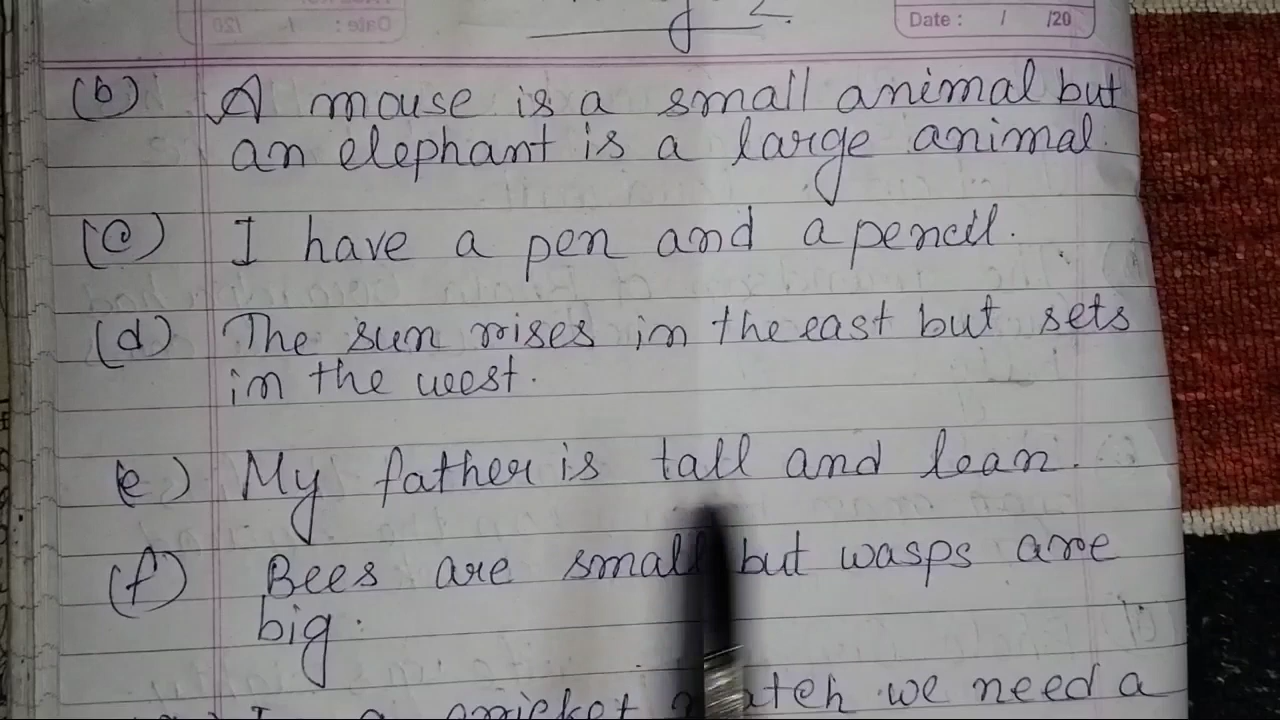 Date : / /20
(b) A mouse is a small animal but
an elephant is a large animal.
(c) I have a pen and a pencil.
(d) The sun rises in the east but sets
in the west.
(e) My father is tall and lean.
(f) Bees are small but wasps are
big.
a cricket we need a